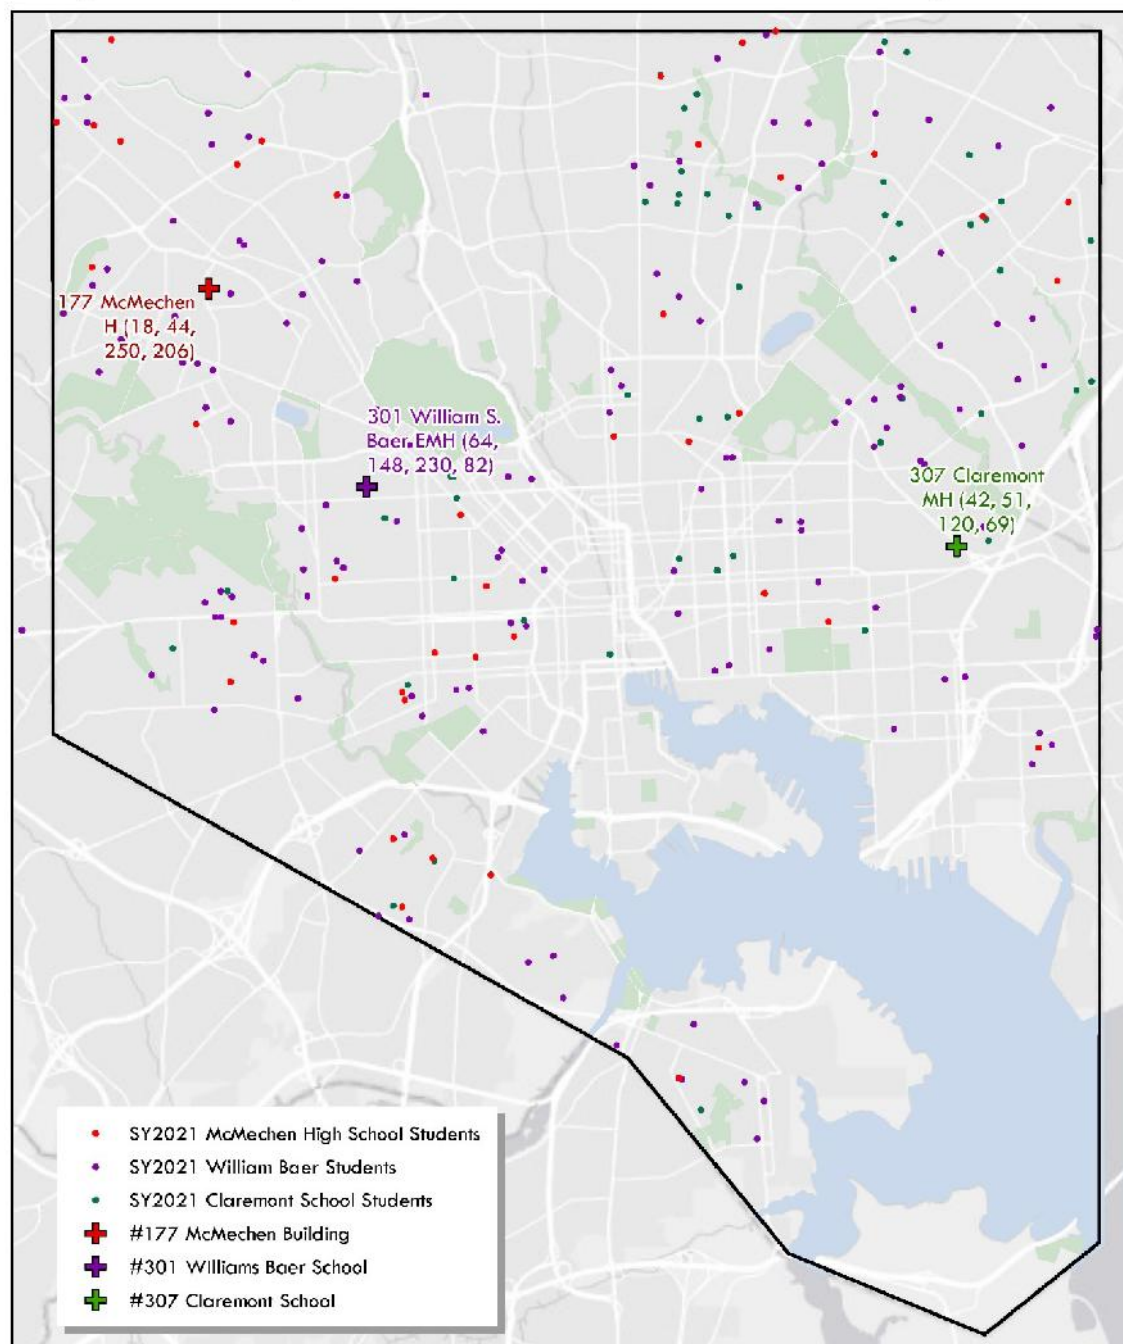 177 McMechen
H (18, 44,
250, 206)
301 William S.
Baer EMH (64,
148, 230, 82)
307 Claremont
MH (42, 51,
120, 69)
SY2021 McMechen High School Students
SY2021 William Baer Students
SY2021 Claremont School Students
#177 McMechen Building
#301 Williams Baer School
#307 Claremont School